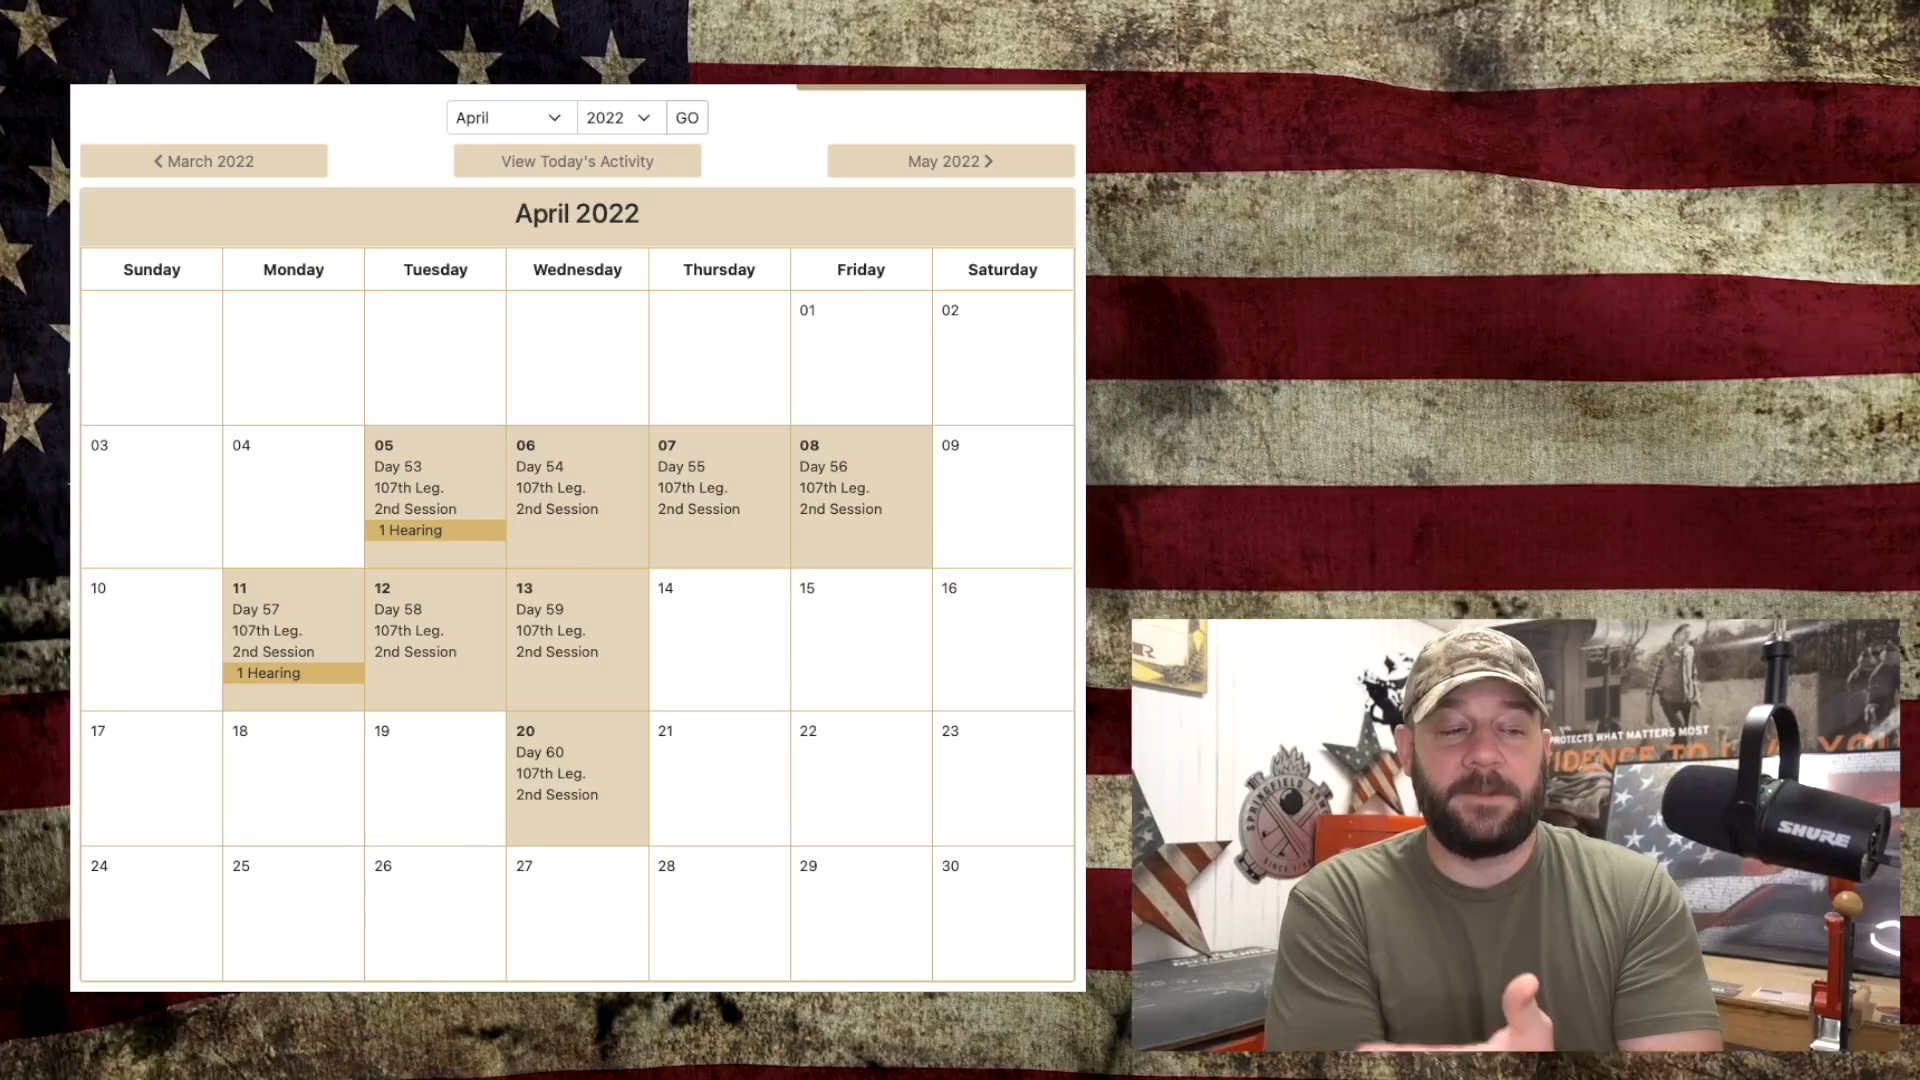 April 2022 GO
March 2022 View Today's Activity May 2022
April 2022
Sunday Monday Tuesday Wednesday Thursday Friday Saturday
01 02
03 04 05 06 07 08 09
Day 53 Day 54 Day 55 Day 56
107th Leg. 107th Leg. 107th Leg. 107th Leg.
2nd Session 2nd Session 2nd Session 2nd Session
1 Hearing
10 11 12 13 14 15 16
Day 57 Day 58 Day 59
107th Leg. 107th Leg. 107th Leg.
2nd Session 2nd Session 2nd Session
1 Hearing
17 18 19 20 21 22 23
Day 60
107th Leg.
2nd Session
24 25 26 27 28 29 30
R
PROTECTS WHAT MATTERS MOST
SPRINGFIELD
SINCE
SHURE